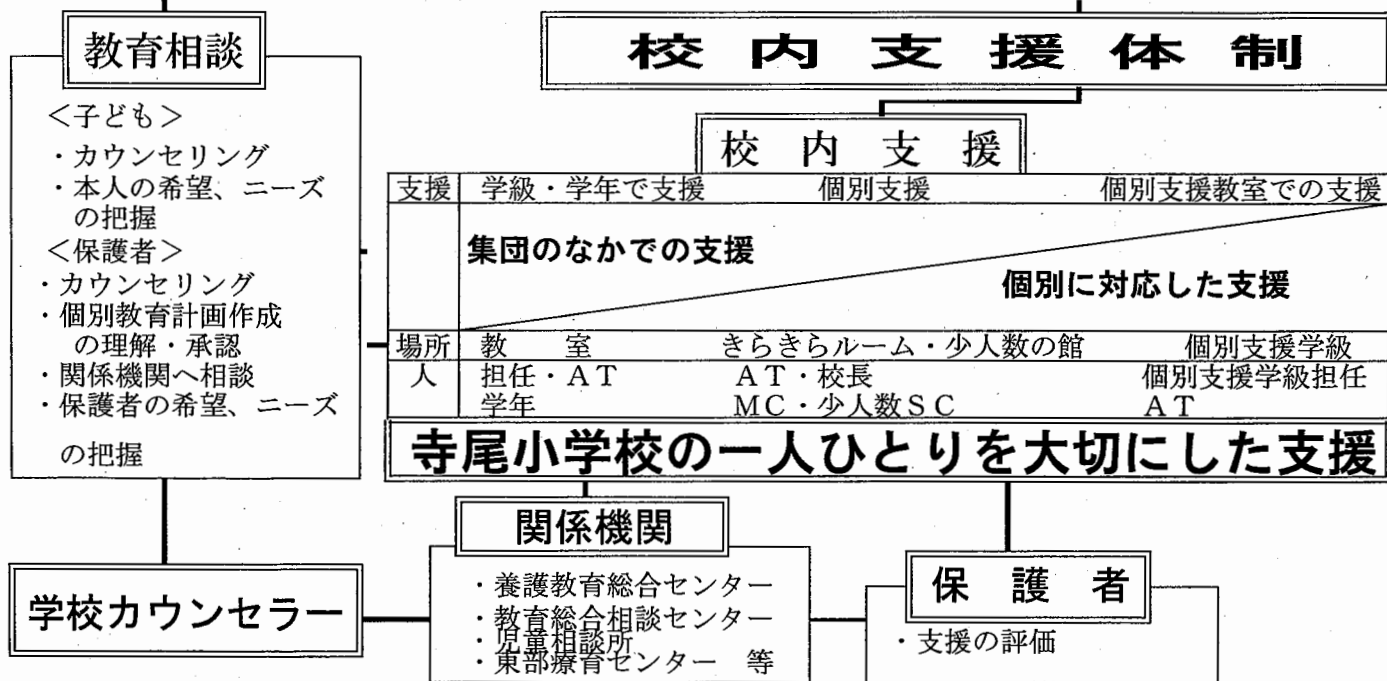 教育相談
<子ども>
・カウンセリング
・本人の希望、ニーズ
の把握
<保護者>
・カウンセリング
・個別教育計画作成
の理解・承認
・関係機関へ相談
・保護者の希望、ニーズ
の把握
校内支援体制
校内支援
支援 学級・学年で支援 個別支援 個別支援教室での支援
集団のなかでの支援
個別に対応した支援
場所 教室 きらきらルーム・少人数の館 個別支援学級
人 担任・AT AT・校長 個別支援学級担任
学年 MC・少人数SC AT
寺尾小学校の一人ひとりを大切にした支援
学校カウンセラー
関係機関
・養護教育総合センター
・教育総合相談センター
・児童相談所
・東部療育センター 等
保護者
・支援の評価